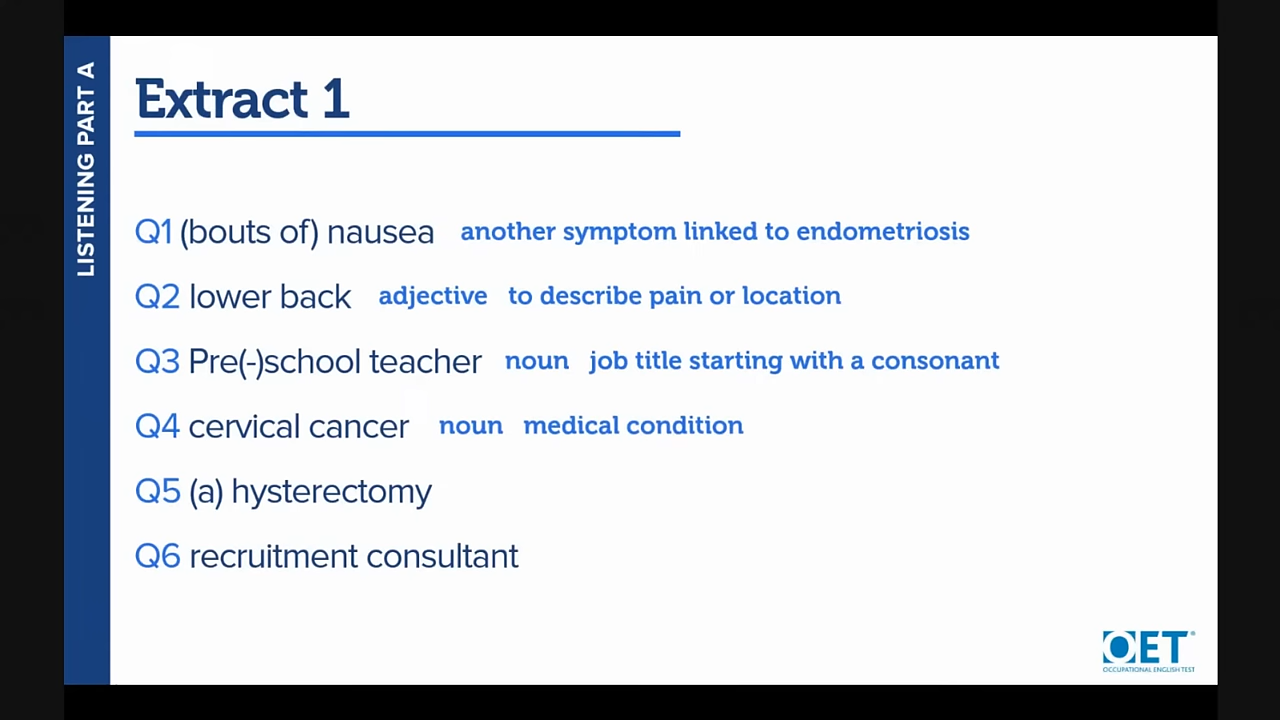 LISTENING PART A
Extract 1
Q1 (bouts of) nausea another symptom linked to endometriosis
Q2 lower back adjective to describe pain or location
Q3 Pre(-)school teacher noun job title starting with a consonant
Q4 cervical cancer noun medical condition
Q5 (a) hysterectomy
Q6 recruitment consultant
OET®
OCCUPATIONAL ENGLISH TEST